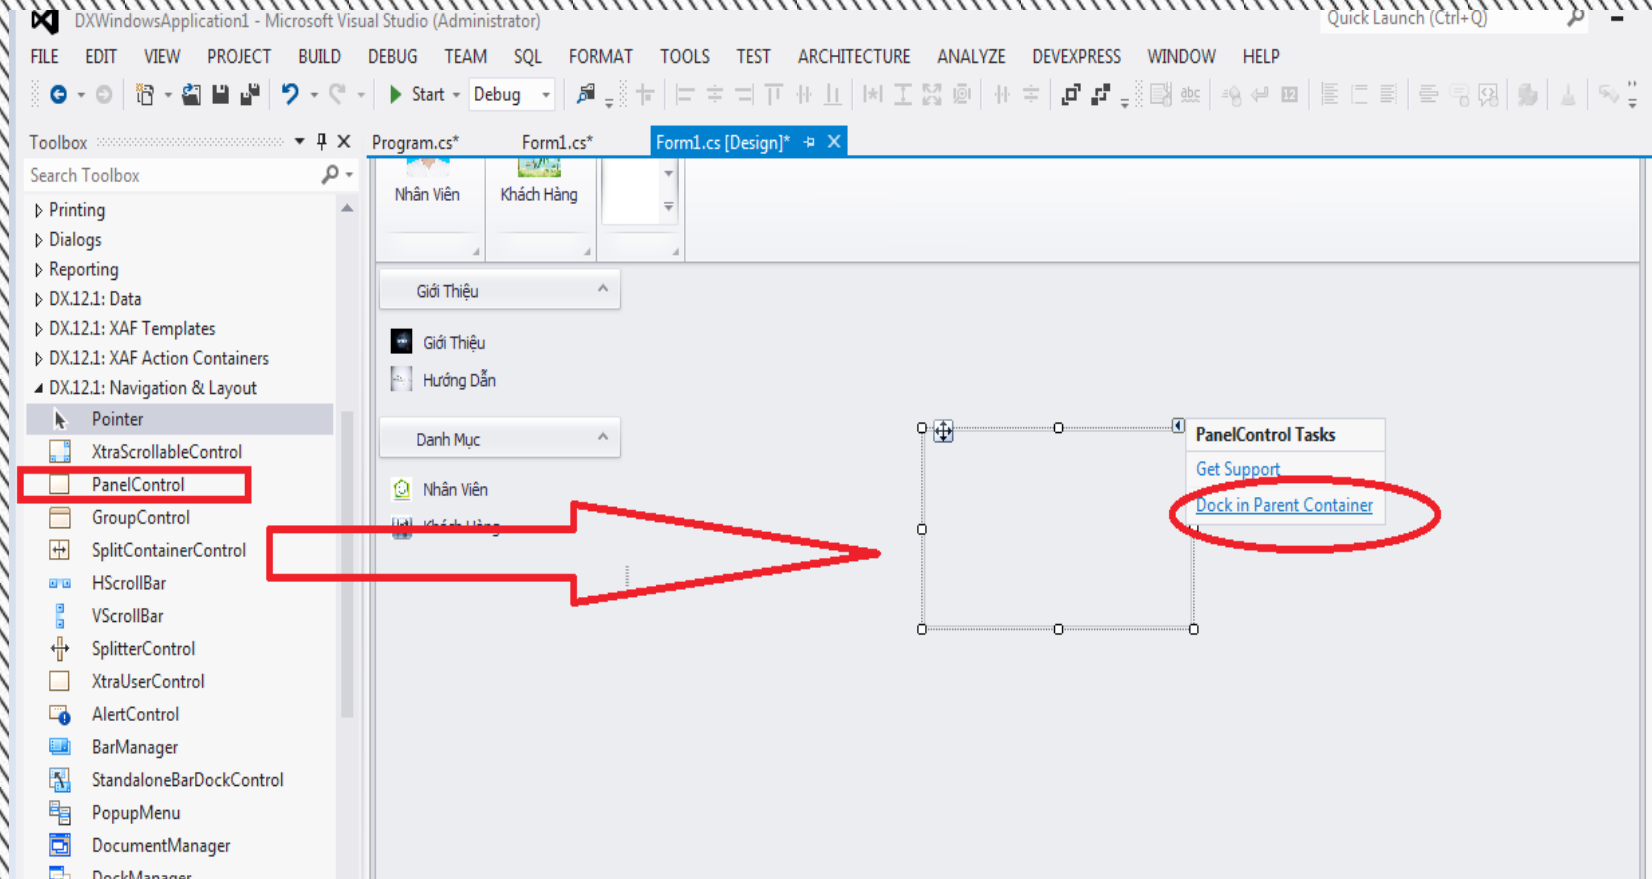 DXWindowsApplication1 - Microsoft Visual Studio (Administrator)
Quick Launch (Ctrl+Q)
FILE EDIT VIEW PROJECT BUILD DEBUG TEAM SQL FORMAT TOOLS TEST ARCHITECTURE ANALYZE DEVEXPRESS WINDOW HELP
Start Debug
Toolbox
Program.cs* Form1.cs* Form1.cs [Design]*
Search Toolbox
Printing
Dialogs
Reporting
DX.12.1: Data
DX.12.1: XAF Templates
DX.12.1: XAF Action Containers
DX.12.1: Navigation & Layout
Pointer
XtraScrollableControl
PanelControl
GroupControl
SplitContainerControl
HScrollBar
VScrollBar
SplitterControl
XtraUserControl
AlertControl
BarManager
StandaloneBarDockControl
PopupMenu
DocumentManager
DockManager
Nhân Viên
Khách Hàng
Giới Thiệu
Giới Thiệu
Hướng Dẫn
Danh Mục
Nhân Viên
Khách Hàng
PanelControl Tasks
Get Support
Dock in Parent Container